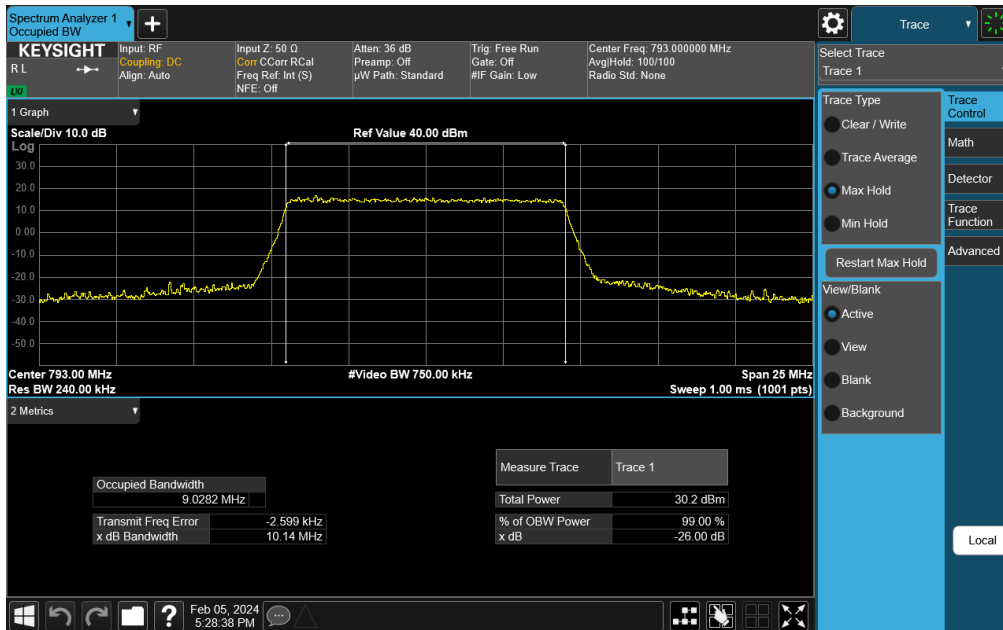 Spectrum Analyzer 1
Occupied BW
+
Trace
KEYSIGHT
R L
LXI
Input: RF
Coupling: DC
Align: Auto
Input Z: 50 Ω
Corr CCorr RCal
Freq Ref: Int (S)
NFE: Off
Atten: 36 dB
Preamp: Off
µW Path: Standard
Trig: Free Run
Gate: Off
#IF Gain: Low
Center Freq: 793.000000 MHz
Avg|Hold: 100/100
Radio Std: None
Select Trace
Trace 1
1 Graph
Scale/Div 10.0 dB
Ref Value 40.00 dBm
Log
30.0
20.0
10.0
0.00
-10.0
-20.0
-30.0
-40.0
-50.0
Center 793.00 MHz
#Video BW 750.00 kHz
Span 25 MHz
Res BW 240.00 kHz
Sweep 1.00 ms (1001 pts)
Trace Type
Clear / Write
Trace Average
Max Hold
Min Hold
Restart Max Hold
View/Blank
Active
View
Blank
Background
Trace
Control
Math
Detector
Trace
Function
Advanced
Local
2 Metrics
Occupied Bandwidth
9.0282 MHz
Transmit Freq Error -2.599 kHz
x dB Bandwidth 10.14 MHz
Measure Trace Trace 1
Total Power 30.2 dBm
% of OBW Power 99.00 %
x dB -26.00 dB
?
Feb 05, 2024
5:28:38 PM